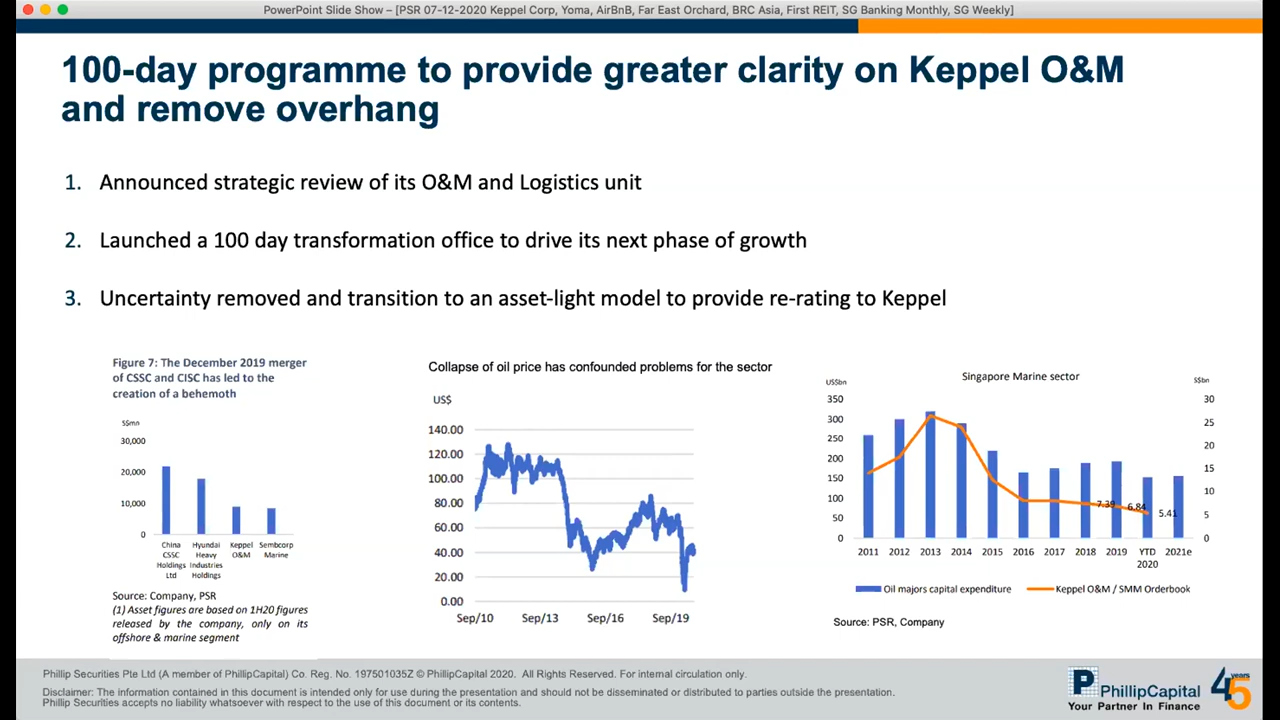 PowerPoint Slide Show – [PSR 07-12-2020 Keppel Corp, Yoma, AirBnB, Far East Orchard, BRC Asia, First REIT, SG Banking Monthly, SG Weekly]
100-day programme to provide greater clarity on Keppel O&M
and remove overhang
1. Announced strategic review of its O&M and Logistics unit
2. Launched a 100 day transformation office to drive its next phase of growth
3. Uncertainty removed and transition to an asset-light model to provide re-rating to Keppel
Figure 7: The December 2019 merger
of CSSC and CISC has led to the
creation of a behemoth
S$mn
30,000
20,000
10,000
0
China CSSC Holdings Ltd
Hyundai Heavy Industries Holdings
Keppel O&M
Sembcorp Marine
Source: Company, PSR
(1) Asset figures are based on 1H20 figures
released by the company, only on its
offshore & marine segment
Collapse of oil price has confounded problems for the sector
US$
140.00
120.00
100.00
80.00
60.00
40.00
20.00
0.00
Sep/10 Sep/13 Sep/16 Sep/19
Singapore Marine sector
US$bn
350
300
250
200
150
100
50
0
S$bn
30
25
20
15
10
5
0
7.39 6.84 5.41
2011 2012 2013 2014 2015 2016 2017 2018 2019 YTD 2020 2021e
Oil majors capital expenditure Keppel O&M / SMM Orderbook
Source: PSR, Company
Phillip Securities Pte Ltd (A member of PhillipCapital) Co. Reg. No. 197501035Z © PhillipCapital 2020. All Rights Reserved. For internal circulation only.
Disclaimer: The information contained in this document is intended only for use during the presentation and should not be disseminated or distributed to parties outside the presentation.
Phillip Securities accepts no liability whatsoever with respect to the use of this document or its contents.
P PhillipCapital
Your Partner In Finance
45 years